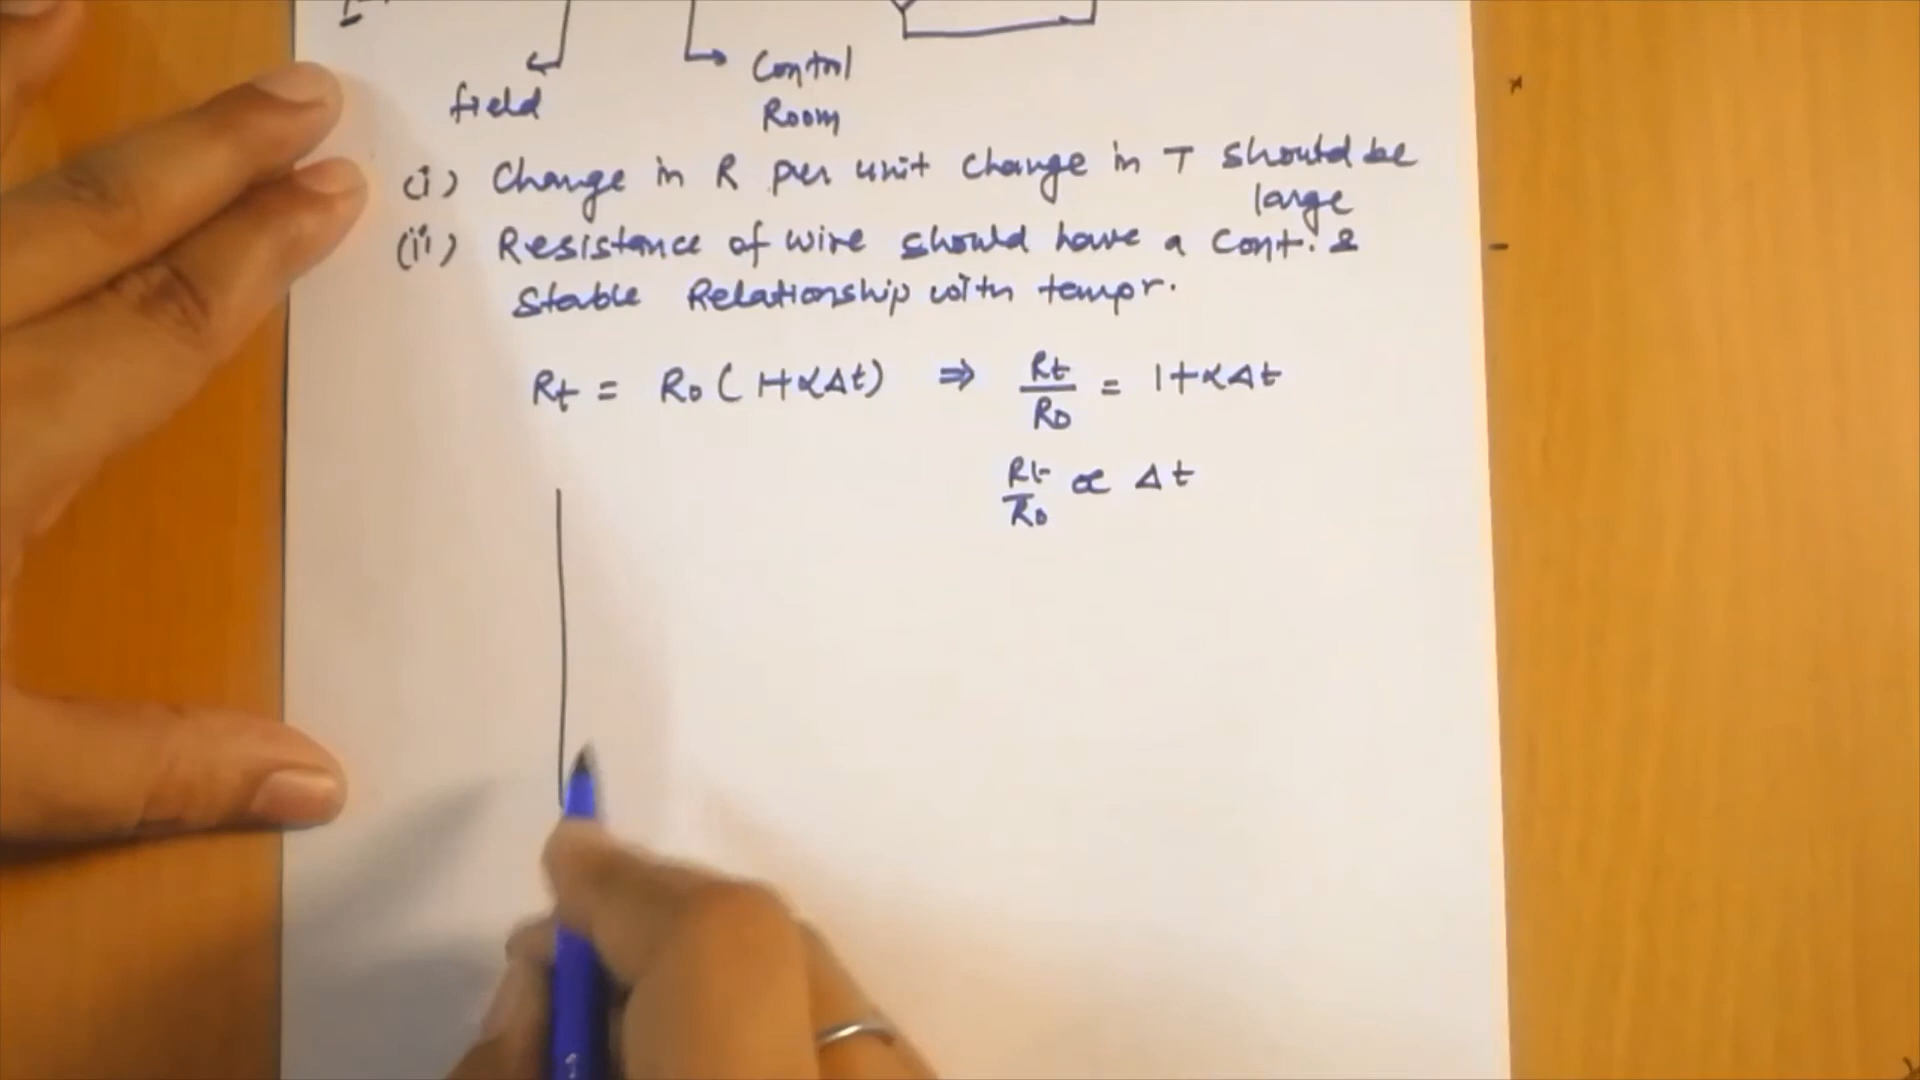 field
Control
Room
(i) Change in R per unit change in T should be
large
(ii) Resistance of wire should have a Cont. &
Stable Relationship with tempr.
Rt = R0 ( 1+αΔt) ⇒ Rt/R0 = 1+αΔt
Rt/R0 ∝ Δt